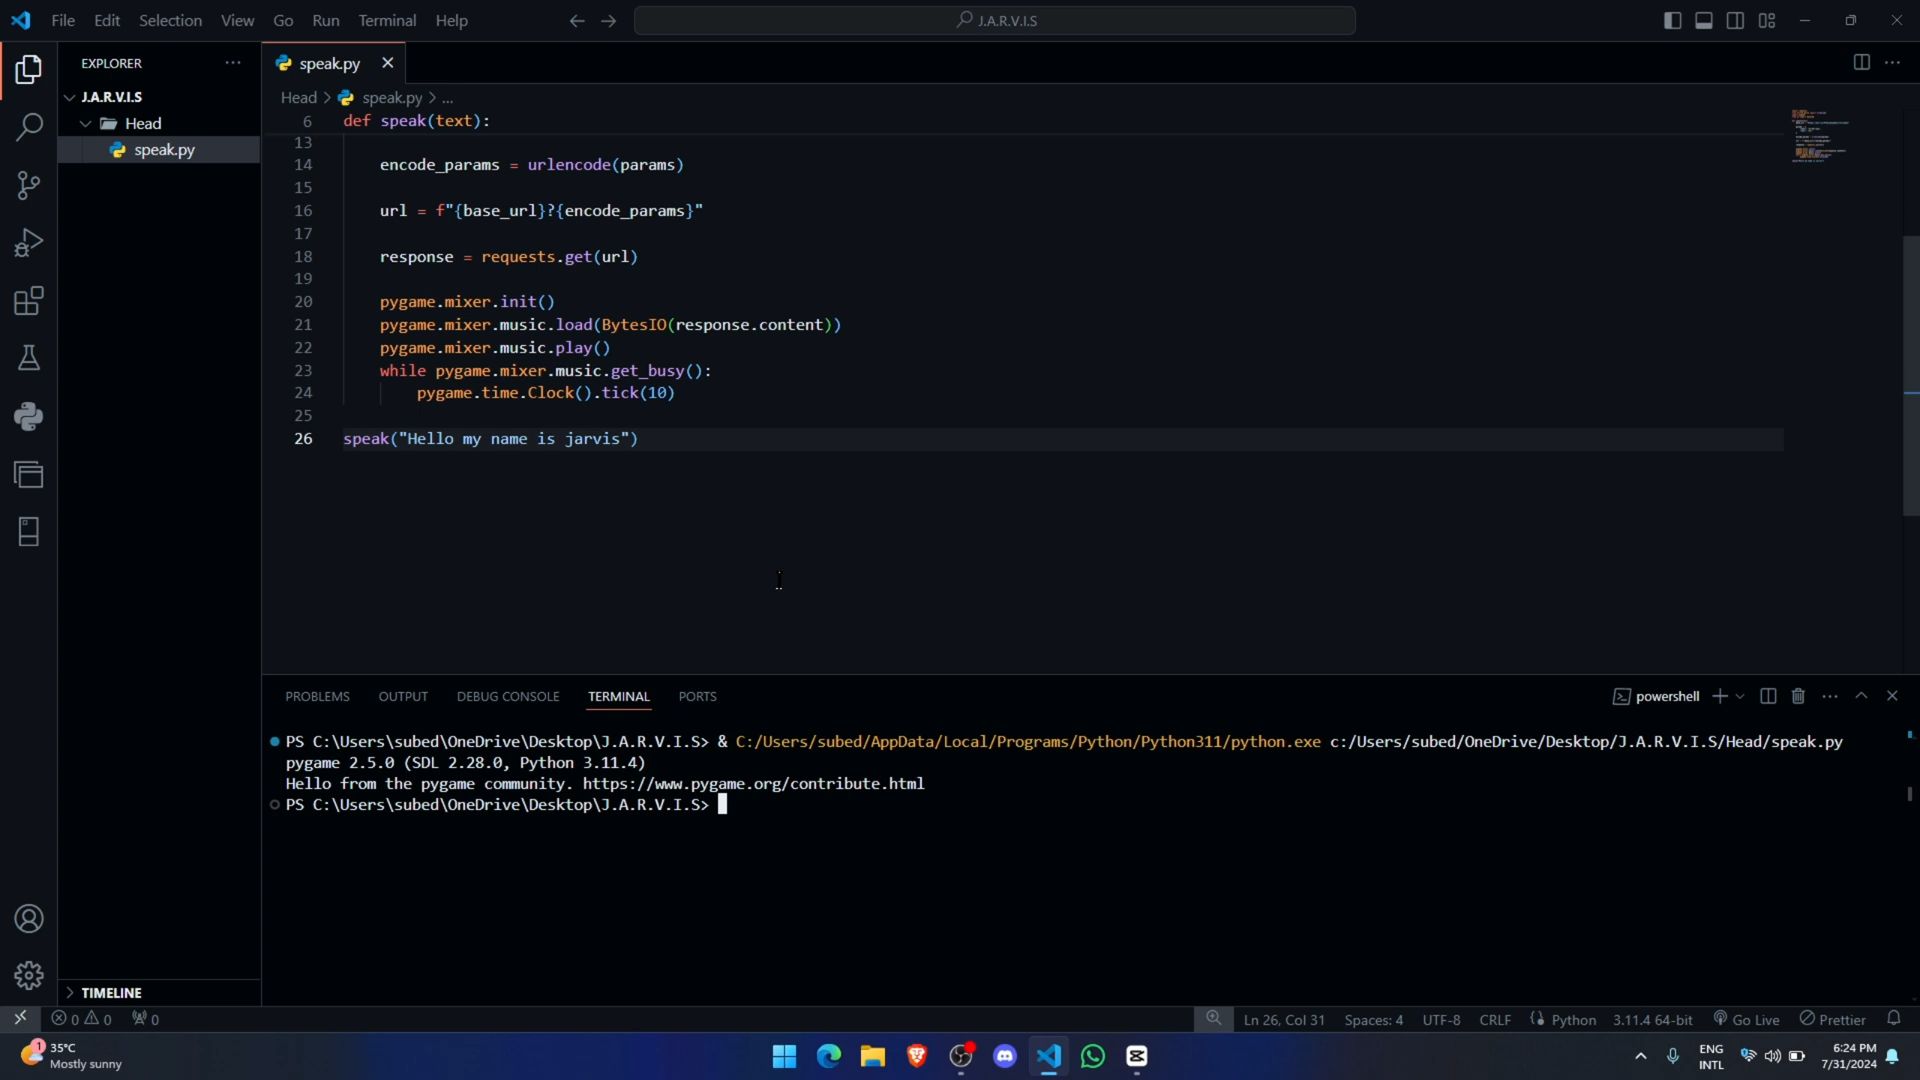 File Edit Selection View Go Run Terminal Help
J.A.R.V.I.S
EXPLORER
J.A.R.V.I.S
Head
speak.py
TIMELINE
speak.py
Head > speak.py > ...
6 def speak(text):
13
14 encode_params = urlencode(params)
15
16 url = f"{base_url}?{encode_params}"
17
18 response = requests.get(url)
19
20 pygame.mixer.init()
21 pygame.mixer.music.load(BytesIO(response.content))
22 pygame.mixer.music.play()
23 while pygame.mixer.music.get_busy():
24 pygame.time.Clock().tick(10)
25
26 speak("Hello my name is jarvis")
PROBLEMS OUTPUT DEBUG CONSOLE TERMINAL PORTS
powershell
PS C:\Users\subed\OneDrive\Desktop\J.A.R.V.I.S> & C:/Users/subed/AppData/Local/Programs/Python/Python311/python.exe c:/Users/subed/OneDrive/Desktop/J.A.R.V.I.S/Head/speak.py
pygame 2.5.0 (SDL 2.28.0, Python 3.11.4)
Hello from the pygame community. https://www.pygame.org/contribute.html
PS C:\Users\subed\OneDrive\Desktop\J.A.R.V.I.S>
0 0 0
Ln 26, Col 31 Spaces: 4 UTF-8 CRLF Python 3.11.4 64-bit Go Live Prettier
1
35°C
Mostly sunny
ENG
INTL
6:24 PM
7/31/2024